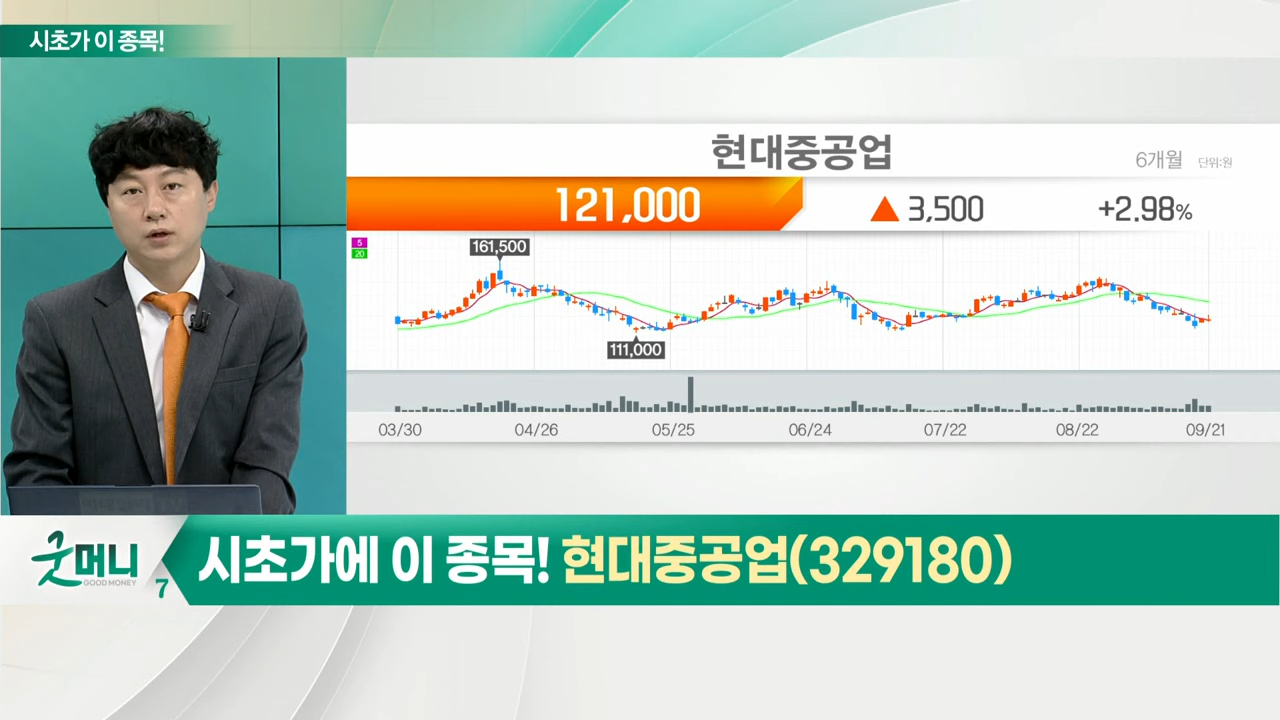 시초가 이 종목!
현대중공업
6개월 단위:원
121,000 ▲ 3,500 +2.98%
5
20
161,500
111,000
03/30 04/26 05/25 06/24 07/22 08/22 09/21
굿머니
GOOD MONEY
7
시초가에 이 종목! 현대중공업(329180)